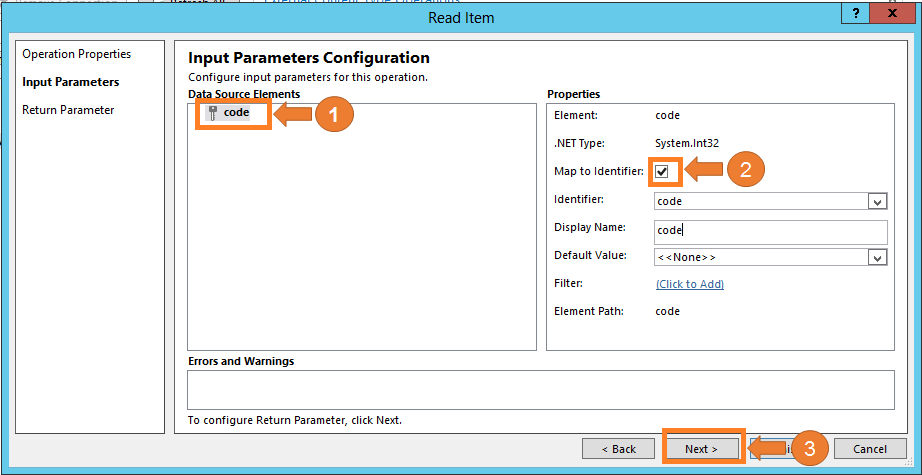 Read Item
?
x
Operation Properties
Input Parameters
Return Parameter
Input Parameters Configuration
Configure input parameters for this operation.
Data Source Elements
code
1
Properties
Element: code
.NET Type: System.Int32
Map to Identifier:
2
Identifier: code
Display Name: code
Default Value: <<None>>
Filter: (Click to Add)
Element Path: code
Errors and Warnings
To configure Return Parameter, click Next.
< Back
Next >
3
Cancel